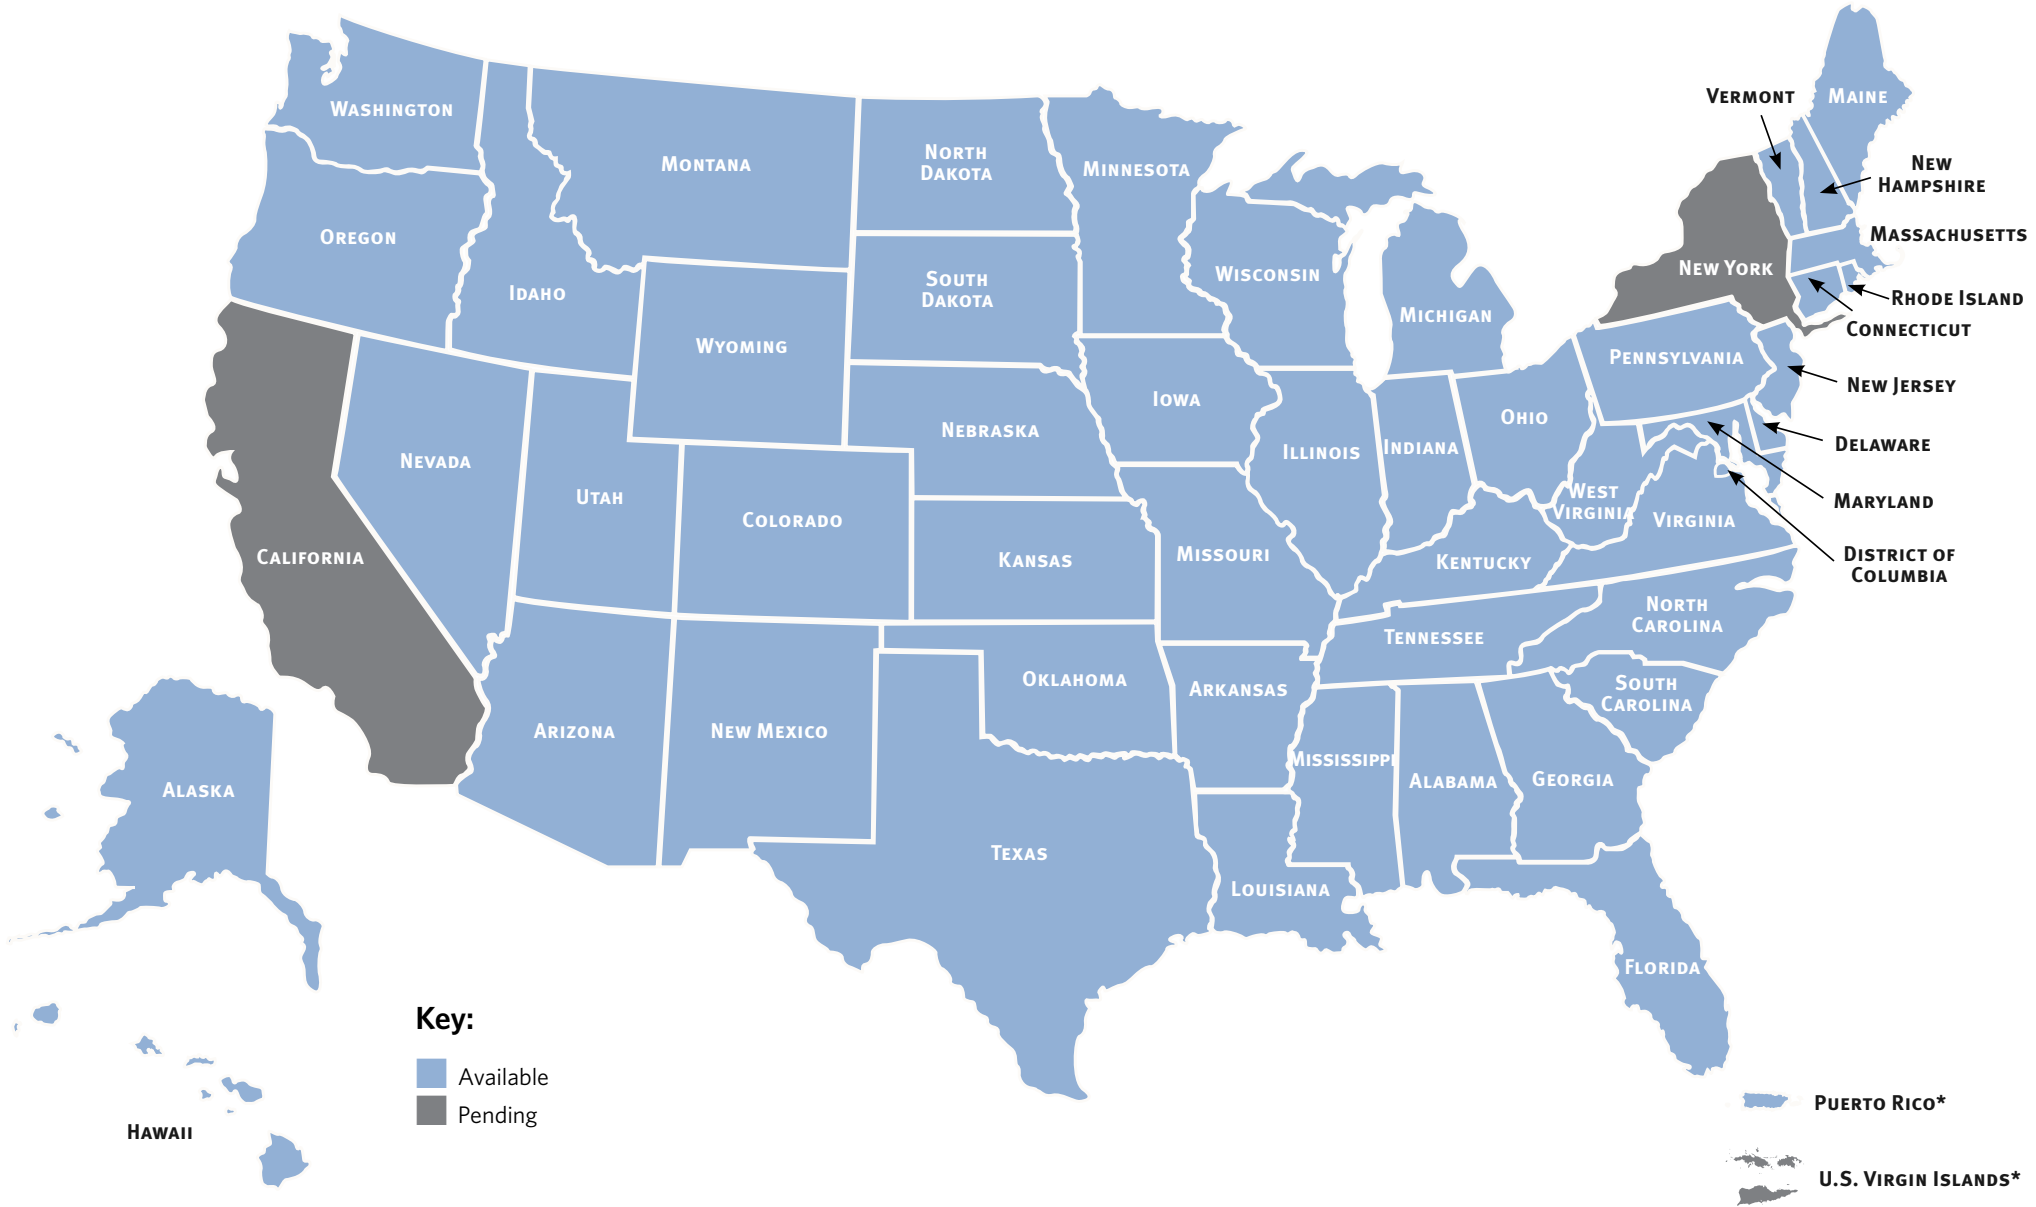 WASHINGTON
OREGON
CALIFORNIA
IDAHO
NEVADA
MONTANA
WYOMING
UTAH
ARIZONA
COLORADO
NEW MEXICO
NORTH
DAKOTA
SOUTH
DAKOTA
NEBRASKA
KANSAS
OKLAHOMA
TEXAS
MINNESOTA
IOWA
MISSOURI
ARKANSAS
LOUISIANA
WISCONSIN
ILLINOIS
MICHIGAN
INDIANA
OHIO
KENTUCKY
TENNESSEE
MISSISSIPPI
ALABAMA
GEORGIA
FLORIDA
SOUTH
CAROLINA
NORTH
CAROLINA
VIRGINIA
WEST
VIRGINIA
PENNSYLVANIA
NEW YORK
VERMONT
MAINE
NEW
HAMPSHIRE
MASSACHUSETTS
RHODE ISLAND
CONNECTICUT
NEW JERSEY
DELAWARE
MARYLAND
DISTRICT OF
COLUMBIA
ALASKA
HAWAII
Key:
Available
Pending
PUERTO RICO*
U.S. VIRGIN ISLANDS*